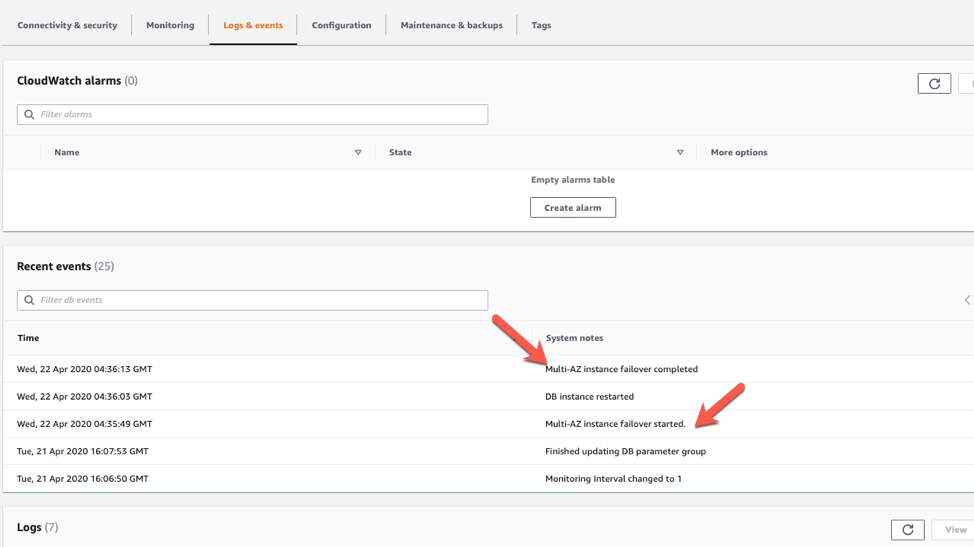 Connectivity & security Monitoring Logs & events Configuration Maintenance & backups Tags
CloudWatch alarms (0)
Filter alarms
Name State More options
Empty alarms table
Create alarm
Recent events (25)
Filter db events
Time System notes
Wed, 22 Apr 2020 04:36:13 GMT Multi-AZ instance failover completed
Wed, 22 Apr 2020 04:36:03 GMT DB instance restarted
Wed, 22 Apr 2020 04:35:49 GMT Multi-AZ instance failover started.
Tue, 21 Apr 2020 16:07:53 GMT Finished updating DB parameter group
Tue, 21 Apr 2020 16:06:50 GMT Monitoring Interval changed to 1
Logs (7)
View